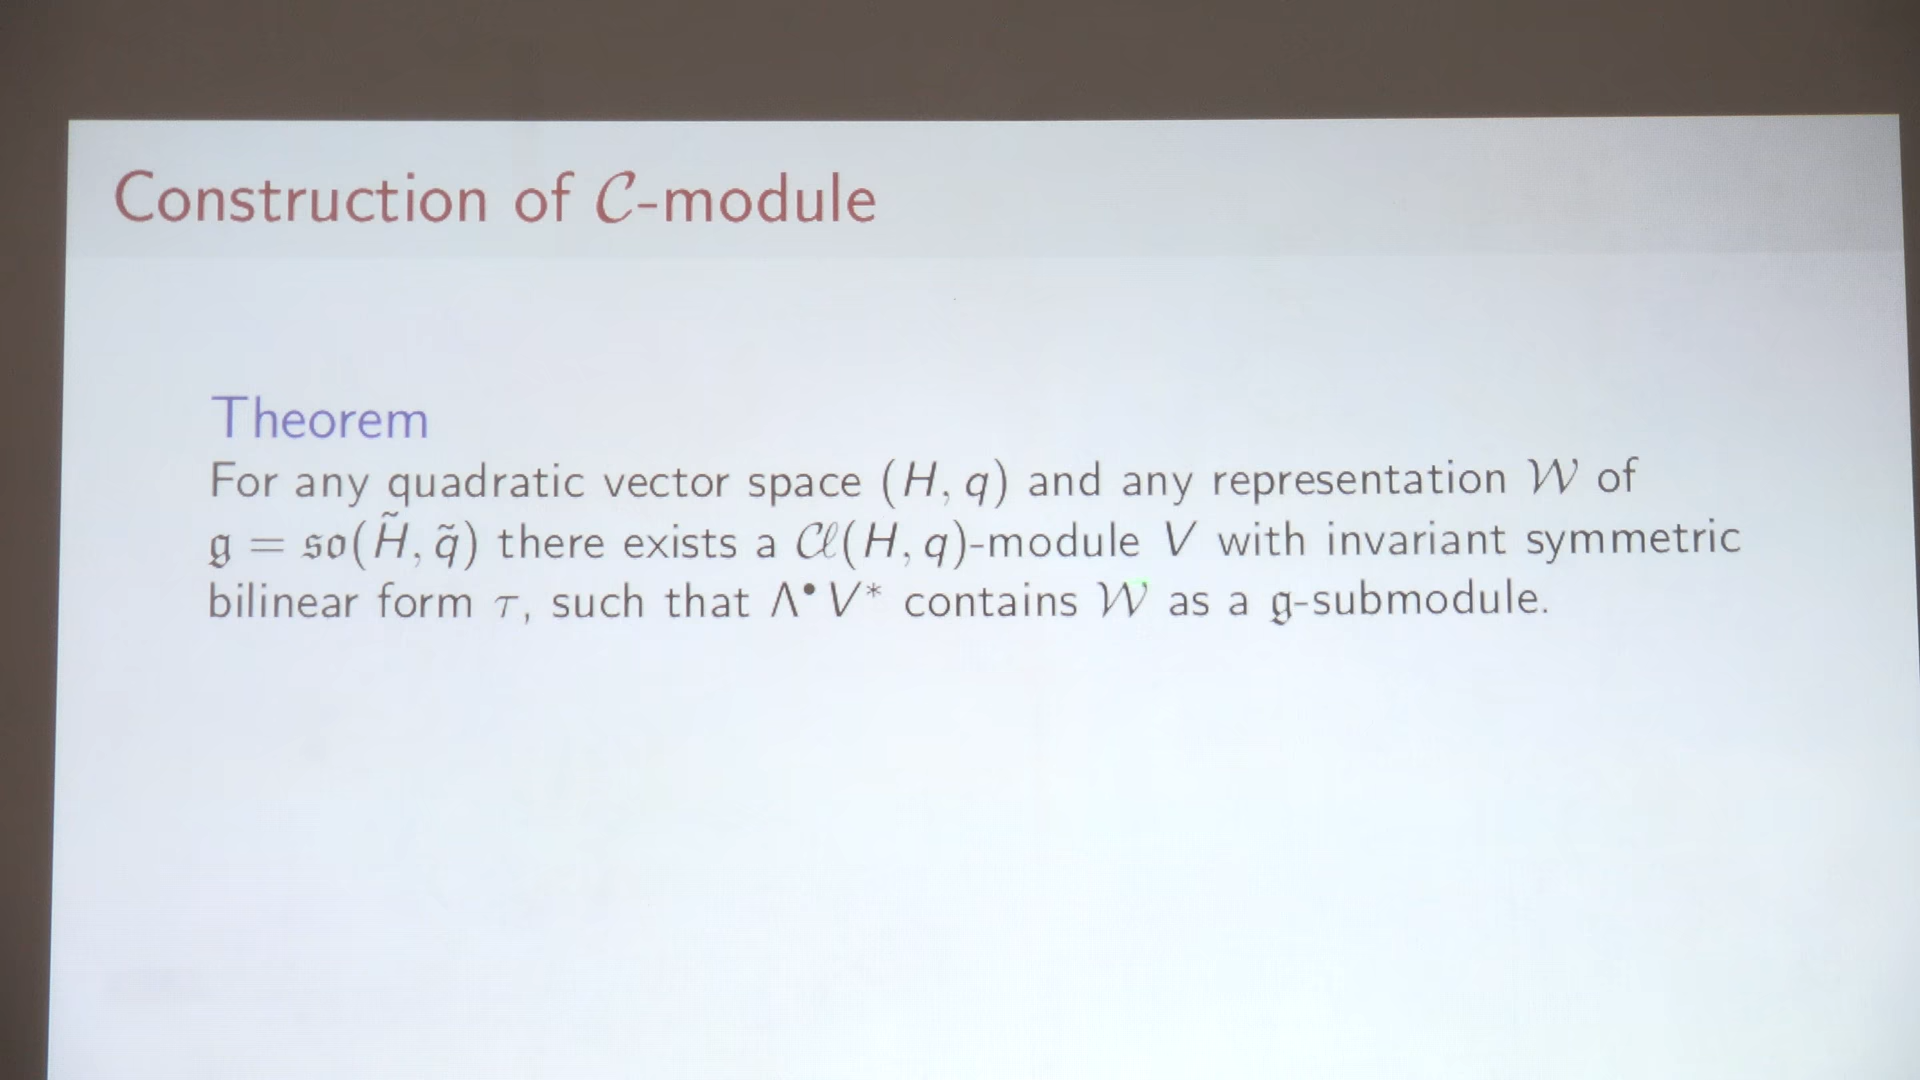 Construction of 𝒞-module
Theorem
For any quadratic vector space (H, q) and any representation 𝒲 of
𝔤 = 𝔰𝔬(H̃, q̃) there exists a 𝒞ℓ(H, q)-module V with invariant symmetric
bilinear form τ, such that Λ•V* contains 𝒲 as a 𝔤-submodule.